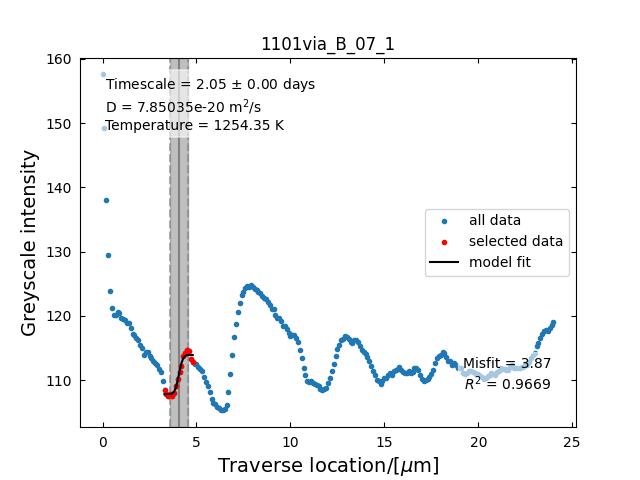 1101via_B_07_1
Timescale = 2.05 ± 0.00 days
D = 7.85035e-20 m²/s
Temperature = 1254.35 K
160
150
140
130
120
110
Greyscale intensity
all data
selected data
model fit
Misfit = 3.87
R² = 0.9669
0 5 10 15 20 25
Traverse location/[μm]